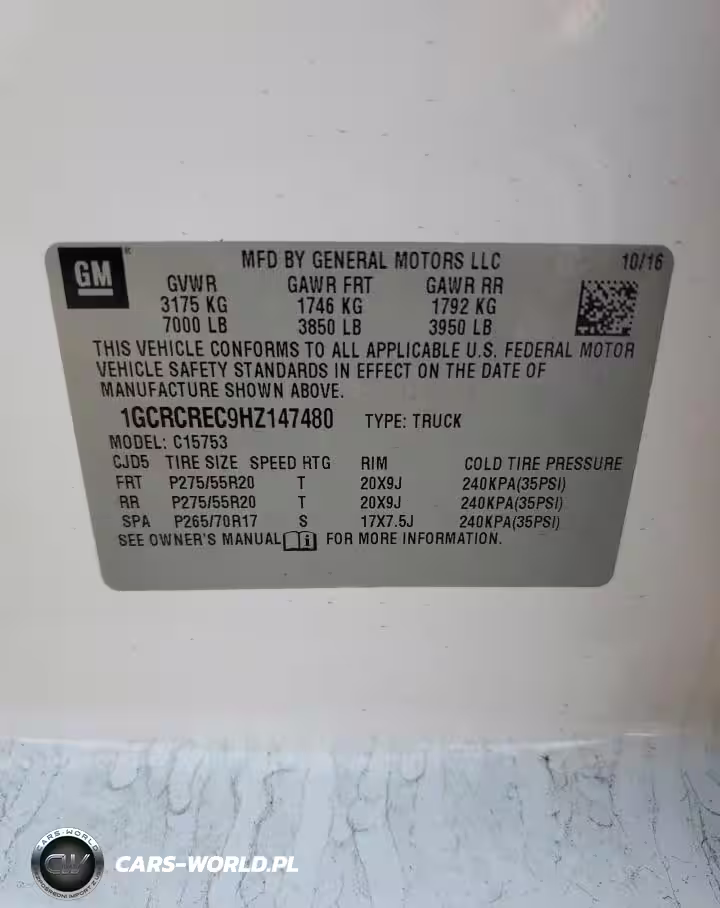 GM
MFD BY GENERAL MOTORS LLC 10/16
GVWR GAWR FRT GAWR RR
3175 KG 1746 KG 1792 KG
7000 LB 3850 LB 3950 LB
THIS VEHICLE CONFORMS TO ALL APPLICABLE U.S. FEDERAL MOTOR
VEHICLE SAFETY STANDARDS IN EFFECT ON THE DATE OF
MANUFACTURE SHOWN ABOVE.
1GCRCREC9HZ147480 TYPE: TRUCK
MODEL: C15753
CJD5 TIRE SIZE SPEED RTG RIM COLD TIRE PRESSURE
FRT P275/55R20 T 20X9J 240KPA(35PSI)
RR P275/55R20 T 20X9J 240KPA(35PSI)
SPA P265/70R17 S 17X7.5J 240KPA(35PSI)
SEE OWNER'S MANUAL i FOR MORE INFORMATION.
CARS-WORLD
CW
CARS-WORLD.PL